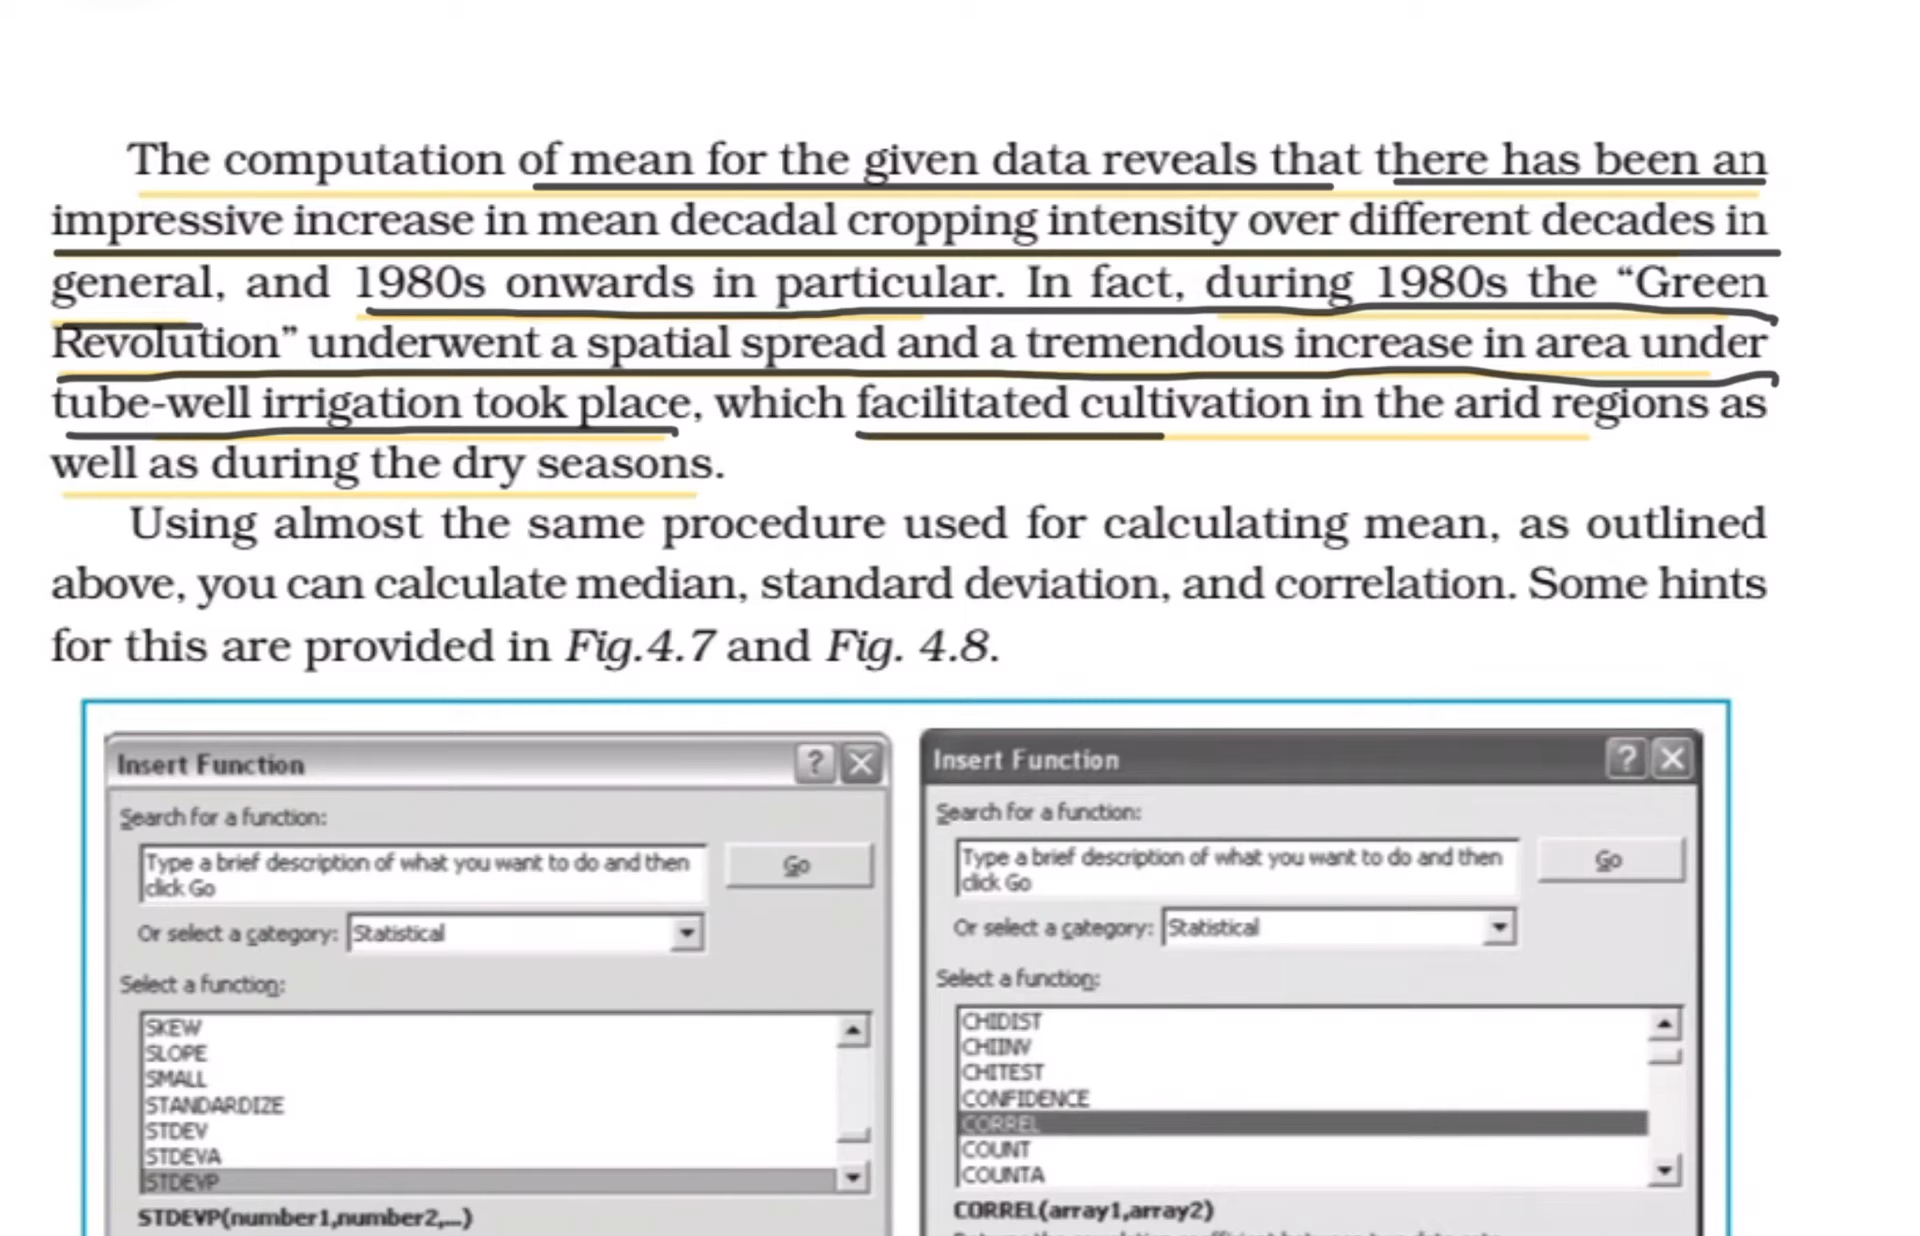 The computation of mean for the given data reveals that there has been an
impressive increase in mean decadal cropping intensity over different decades in
general, and 1980s onwards in particular. In fact, during 1980s the “Green
Revolution” underwent a spatial spread and a tremendous increase in area under
tube-well irrigation took place, which facilitated cultivation in the arid regions as
well as during the dry seasons.
Using almost the same procedure used for calculating mean, as outlined
above, you can calculate median, standard deviation, and correlation. Some hints
for this are provided in Fig.4.7 and Fig. 4.8.
Insert Function
Search for a function:
Type a brief description of what you want to do and then
click Go
Go
Or select a category: Statistical
Select a function:
SKEW
SLOPE
SMALL
STANDARDIZE
STDEV
STDEVA
STDEVP
STDEVP(number1,number2,...)
Insert Function
Search for a function:
Type a brief description of what you want to do and then
click Go
Go
Or select a category: Statistical
Select a function:
CHIDIST
CHIINV
CHITEST
CONFIDENCE
CORREL
COUNT
COUNTA
CORREL(array1,array2)